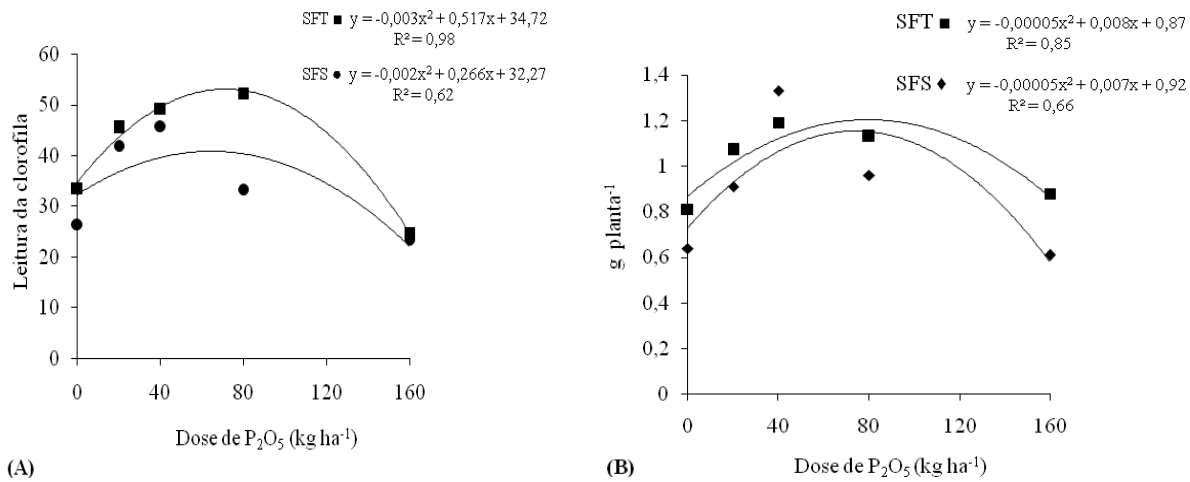 SFT ■ y = -0,003x² + 0,517x + 34,72
R² = 0,98
SFS ● y = -0,002x² + 0,266x + 32,27
R² = 0,62
60
50
40
30
20
10
0
Leitura da clorofila
0 40 80 120 160
Dose de P₂O₅ (kg ha⁻¹)
(A)
SFT ■ y = -0,00005x² + 0,008x + 0,87
R² = 0,85
SFS ◆ y = -0,00005x² + 0,007x + 0,92
R² = 0,66
1,4
1,2
1
0,8
0,6
0,4
0,2
0
g planta⁻¹
0 40 80 120 160
Dose de P₂O₅ (kg ha⁻¹)
(B)